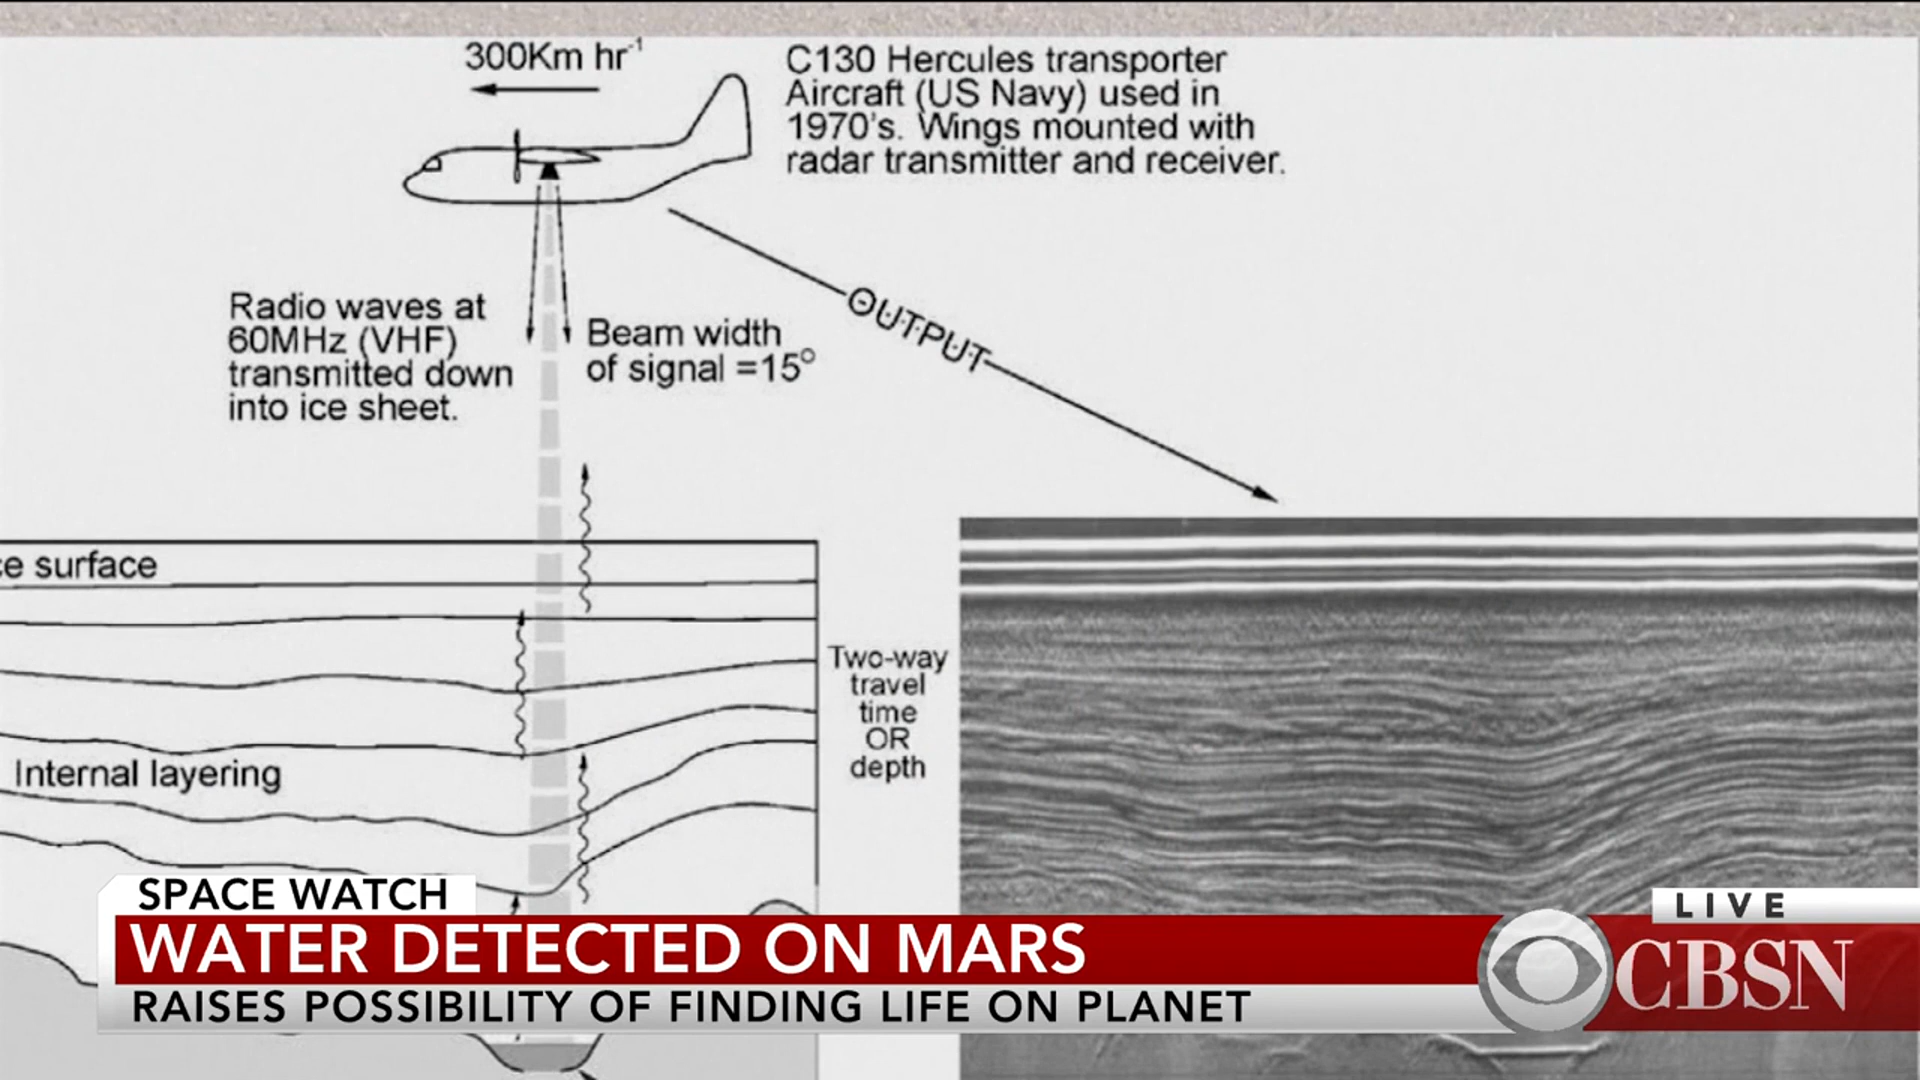 300Km hr⁻¹
C130 Hercules transporter
Aircraft (US Navy) used in
1970's. Wings mounted with
radar transmitter and receiver.
Radio waves at
60MHz (VHF)
transmitted down
into ice sheet.
Beam width
of signal =15°
OUTPUT
ce surface
Two-way
travel
time
OR
depth
Internal layering
SPACE WATCH
WATER DETECTED ON MARS
RAISES POSSIBILITY OF FINDING LIFE ON PLANET
LIVE
CBSN